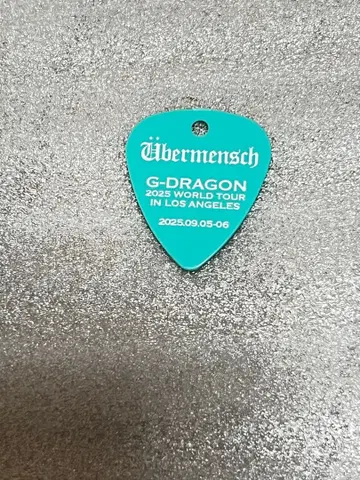 Übermensch
G-DRAGON
2025 WORLD TOUR
IN LOS ANGELES
2025.09.05-06